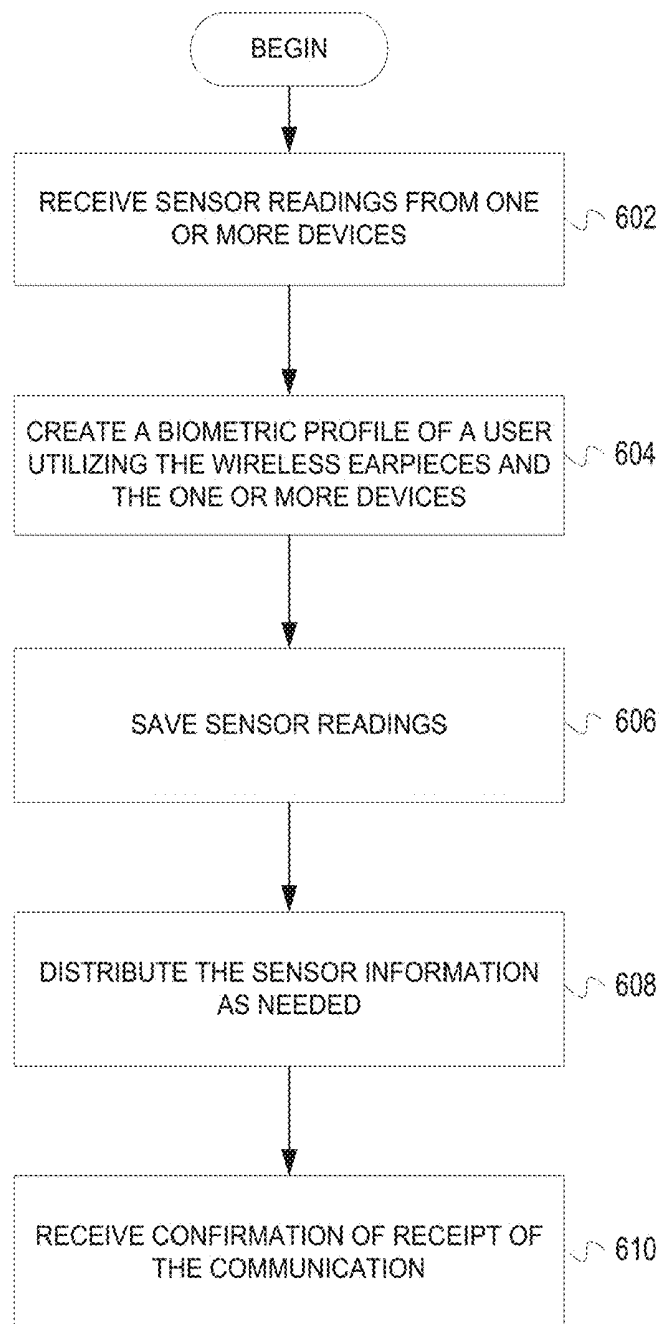 BEGIN
RECEIVE SENSOR READINGS FROM ONE
OR MORE DEVICES
602
CREATE A BIOMETRIC PROFILE OF A USER
UTILIZING THE WIRELESS EARPIECES AND
THE ONE OR MORE DEVICES
604
SAVE SENSOR READINGS
606
DISTRIBUTE THE SENSOR INFORMATION
AS NEEDED
608
RECEIVE CONFIRMATION OF RECEIPT OF
THE COMMUNICATION
610